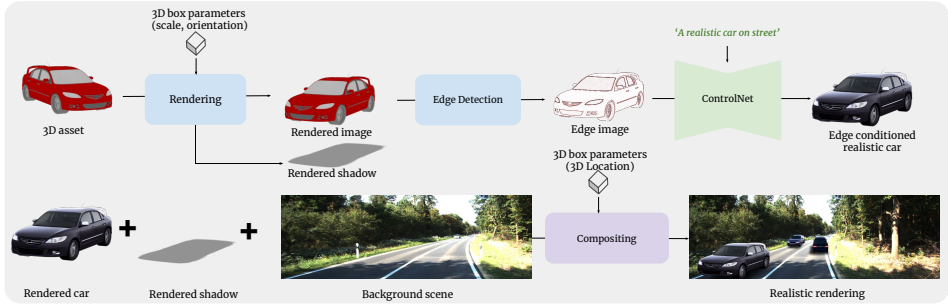 3D box parameters
(scale, orientation)
'A realistic car on street'
Rendering
Edge Detection
ControlNet
3D asset
Rendered image
Edge image
Edge conditioned
realistic car
Rendered shadow
3D box parameters
(3D Location)
Compositing
Rendered car
Rendered shadow
Background scene
Realistic rendering